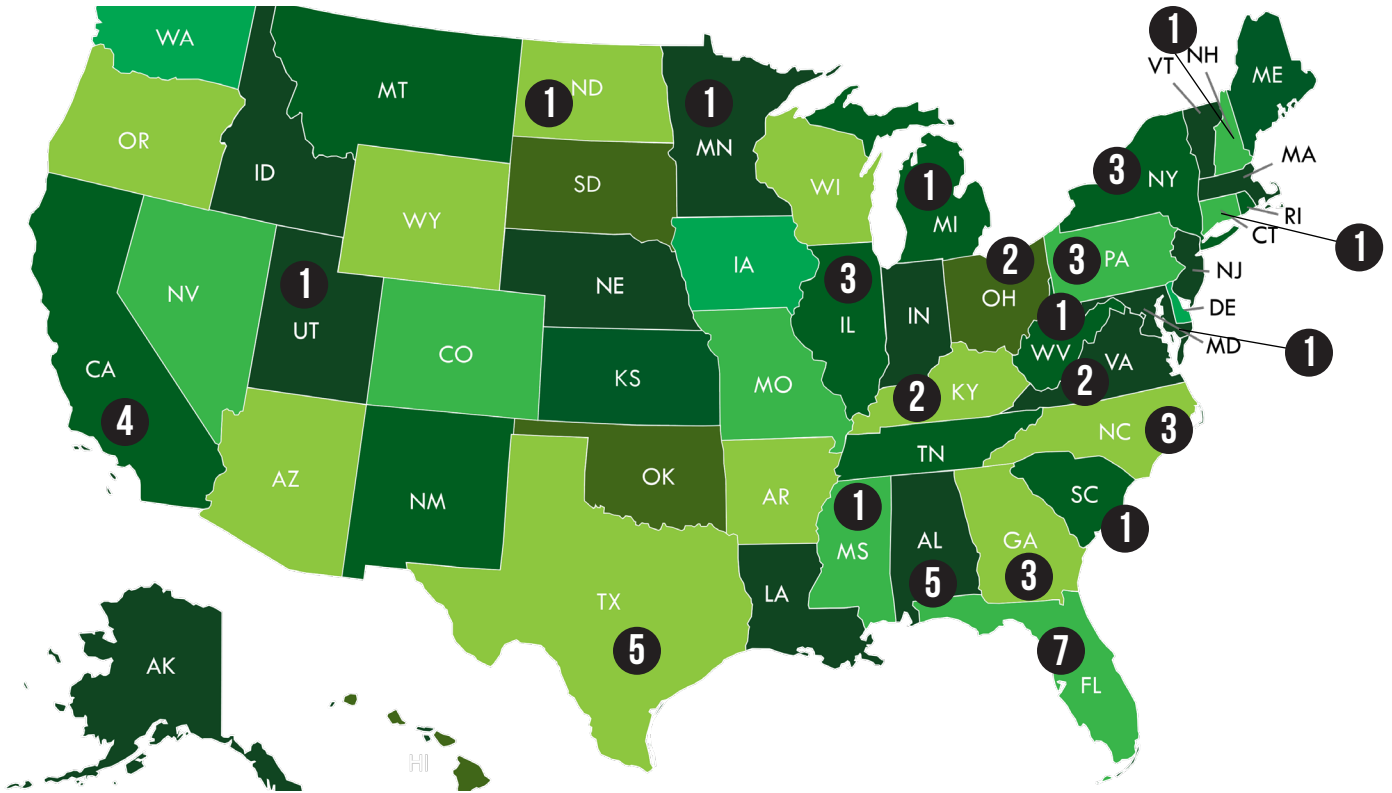 WA
MT
ND
1
1
MN
OR
ID
SD
WI
WY
1
MI
1
VT
NH
ME
3
NY
MA
RI
CT
1
NJ
DE
MD
1
NV
1
UT
NE
IA
3
IL
IN
2
OH
3
PA
1
WV
VA
2
CA
4
CO
KS
MO
2
KY
NC
3
TN
AZ
NM
OK
AR
1
MS
AL
5
GA
3
SC
1
TX
5
LA
7
FL
AK
HI